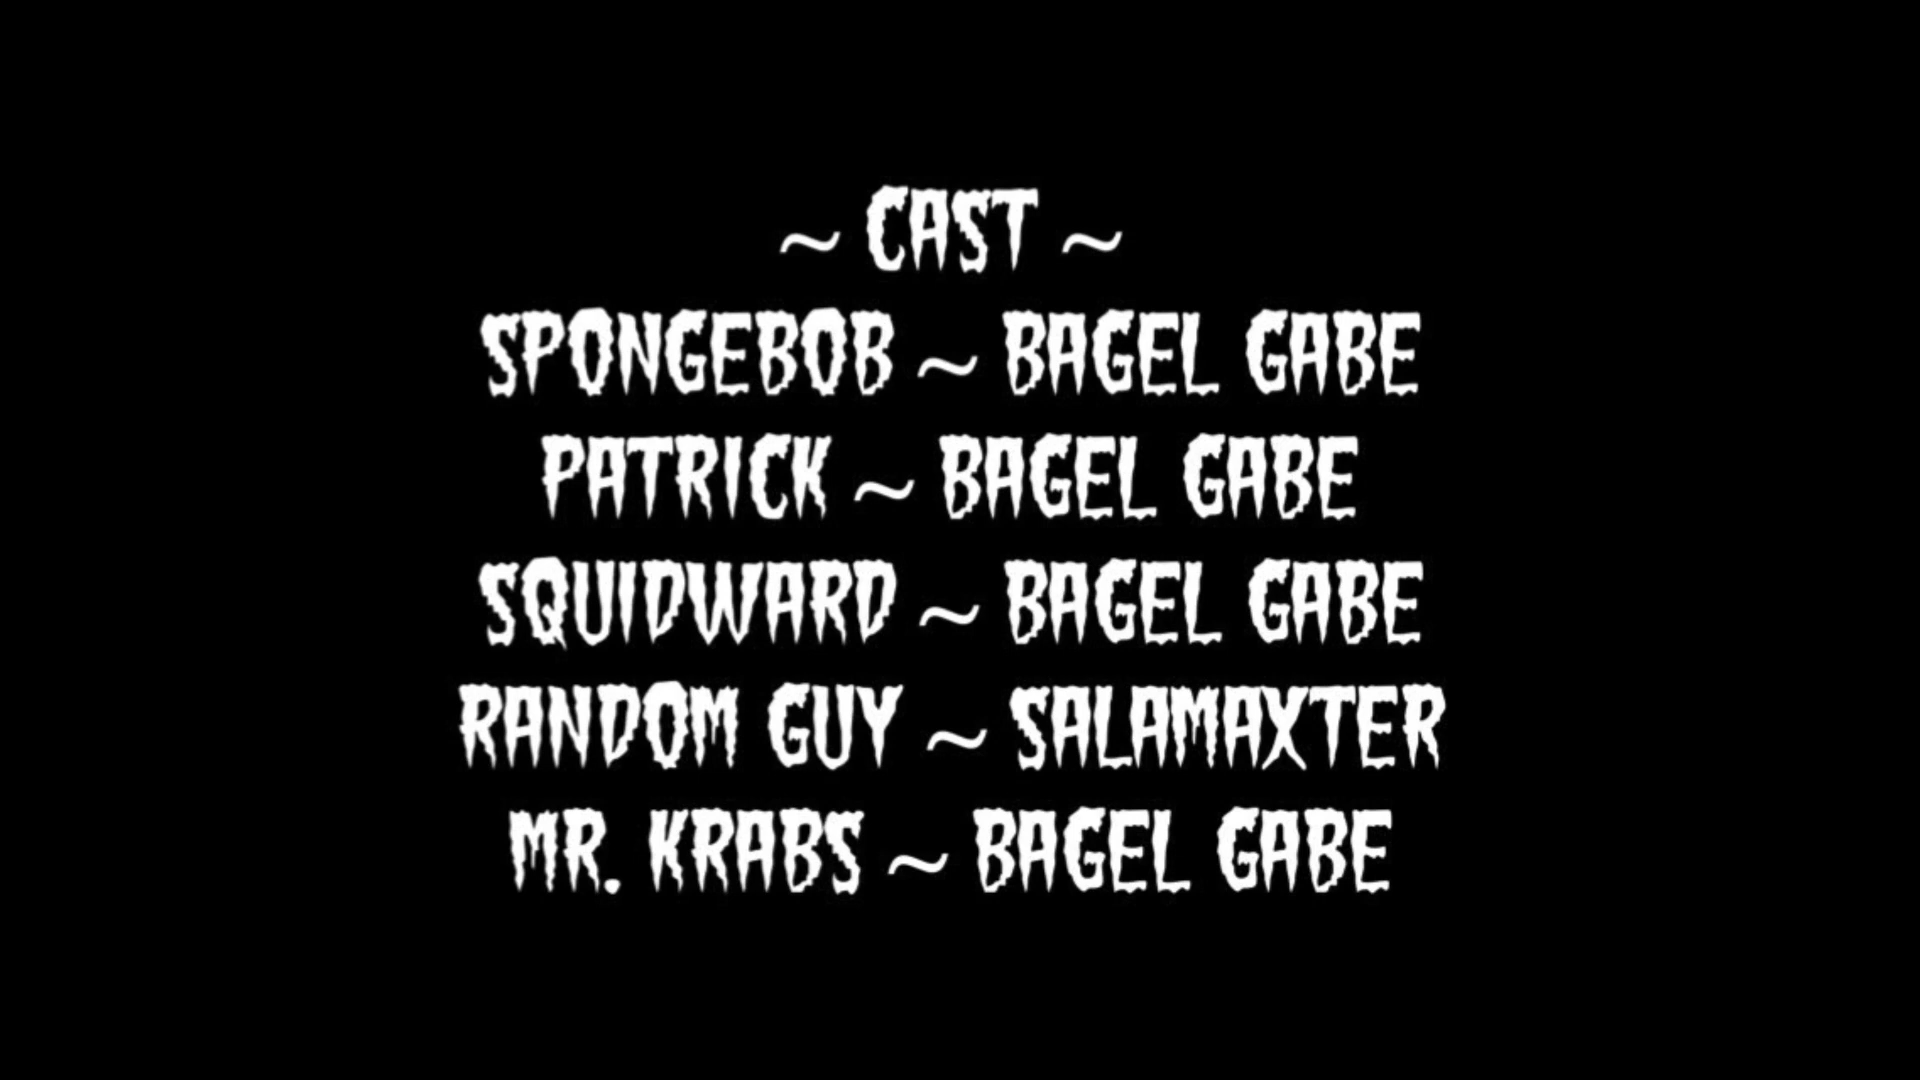 ~ CAST ~
SPONGEBOB ~ BAGEL GABE
PATRICK ~ BAGEL GABE
SQUIDWARD ~ BAGEL GABE
RANDOM GUY ~ SALAMAXTER
MR. KRABS ~ BAGEL GABE